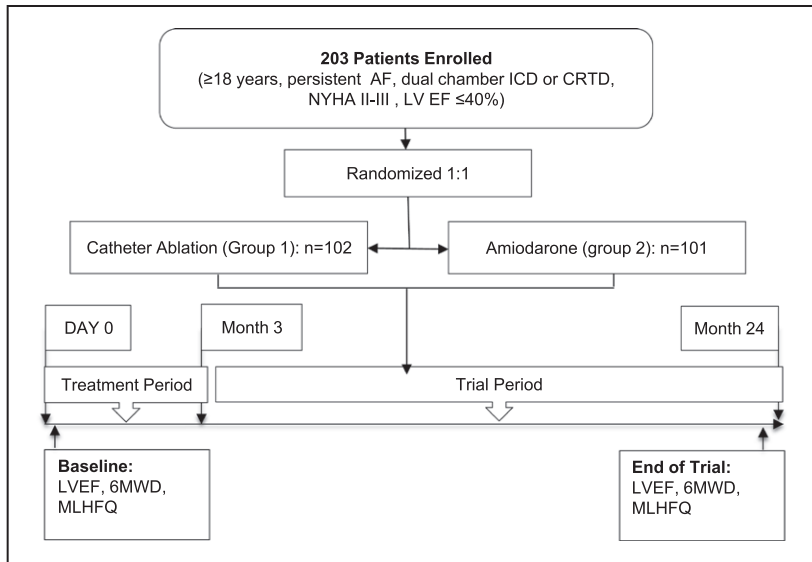 203 Patients Enrolled
(≥18 years, persistent AF, dual chamber ICD or CRTD,
NYHA II-III , LV EF ≤40%)
Randomized 1:1
Catheter Ablation (Group 1): n=102
Amiodarone (group 2): n=101
DAY 0
Month 3
Month 24
Treatment Period
Trial Period
Baseline:
LVEF, 6MWD,
MLHFQ
End of Trial:
LVEF, 6MWD,
MLHFQ